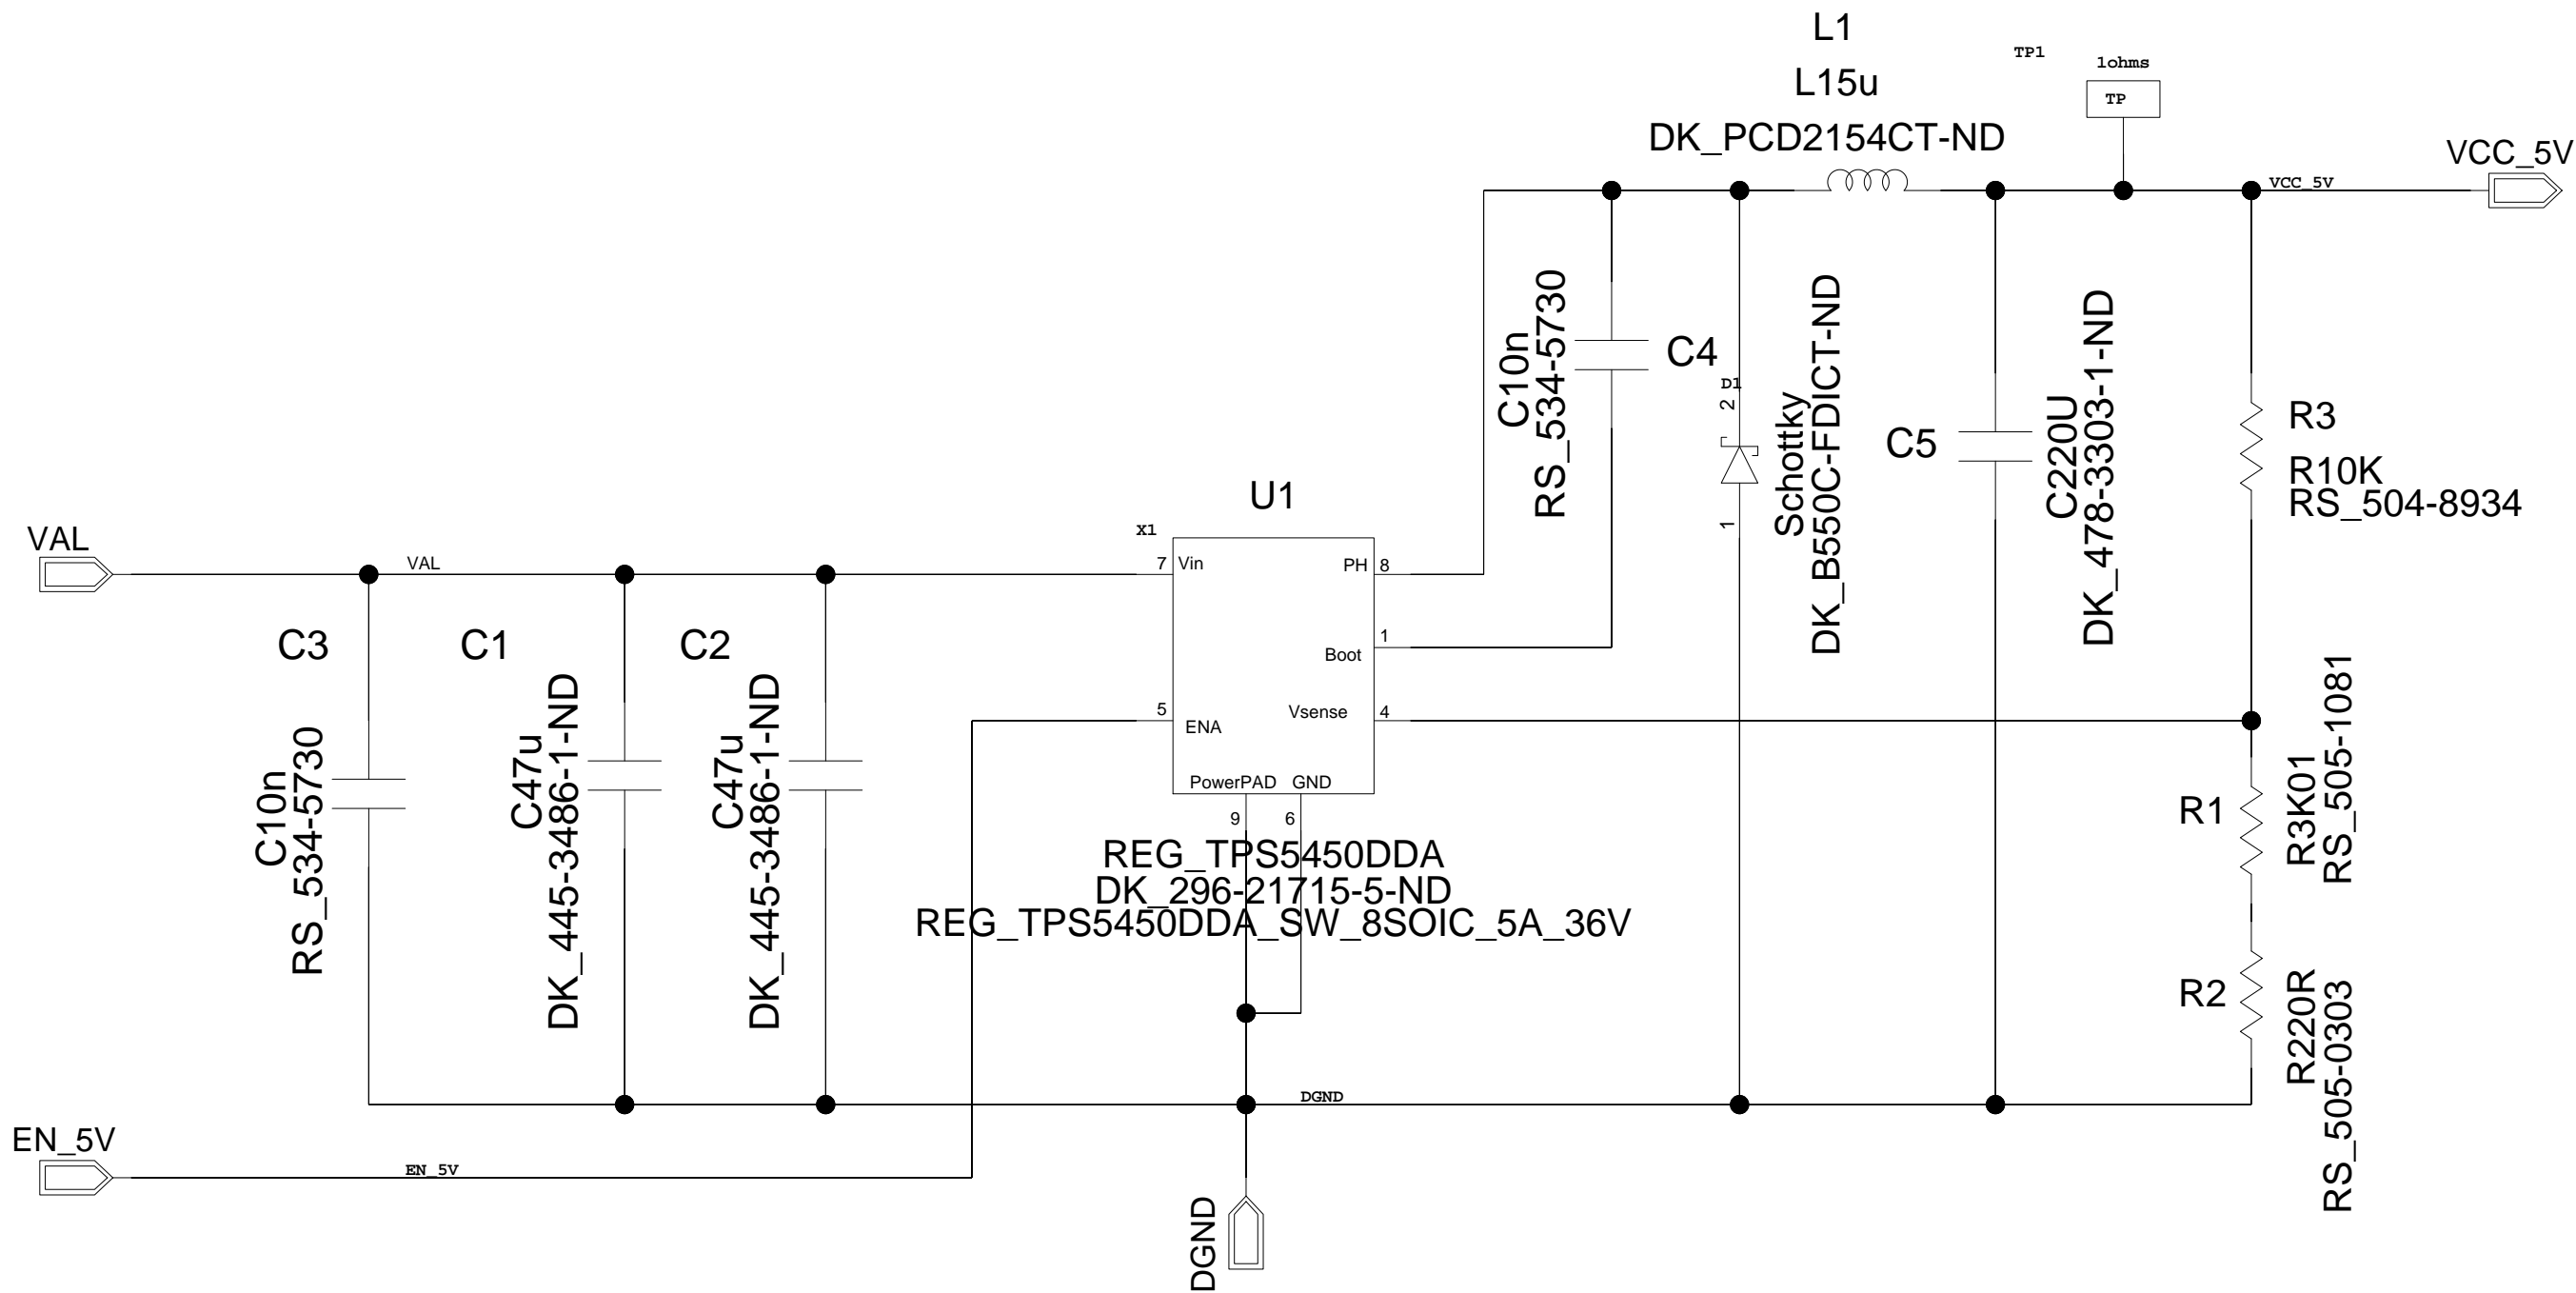 L1
L15u
DK_PCD2154CT-ND
TP1
1ohms
TP
VCC_5V
VCC_5V
C10n
RS_534-5730
C4
D1
2
1
Schottky
DK_B550C-FDICT-ND
C5
C220U
DK_478-3303-1-ND
R3
R10K
RS_504-8934
U1
X1
VAL
VAL
7
Vin
PH
8
1
Boot
5
ENA
Vsense
4
PowerPAD
GND
9
6
REG_TPS5450DDA
DK_296-21715-5-ND
REG_TPS5450DDA_SW_8SOIC_5A_36V
C3
C10n
RS_534-5730
C1
C47u
DK_445-3486-1-ND
C2
C47u
DK_445-3486-1-ND
R1
R3K01
RS_505-1081
R2
R220R
RS_505-0303
DGND
EN_5V
EN_5V
DGND